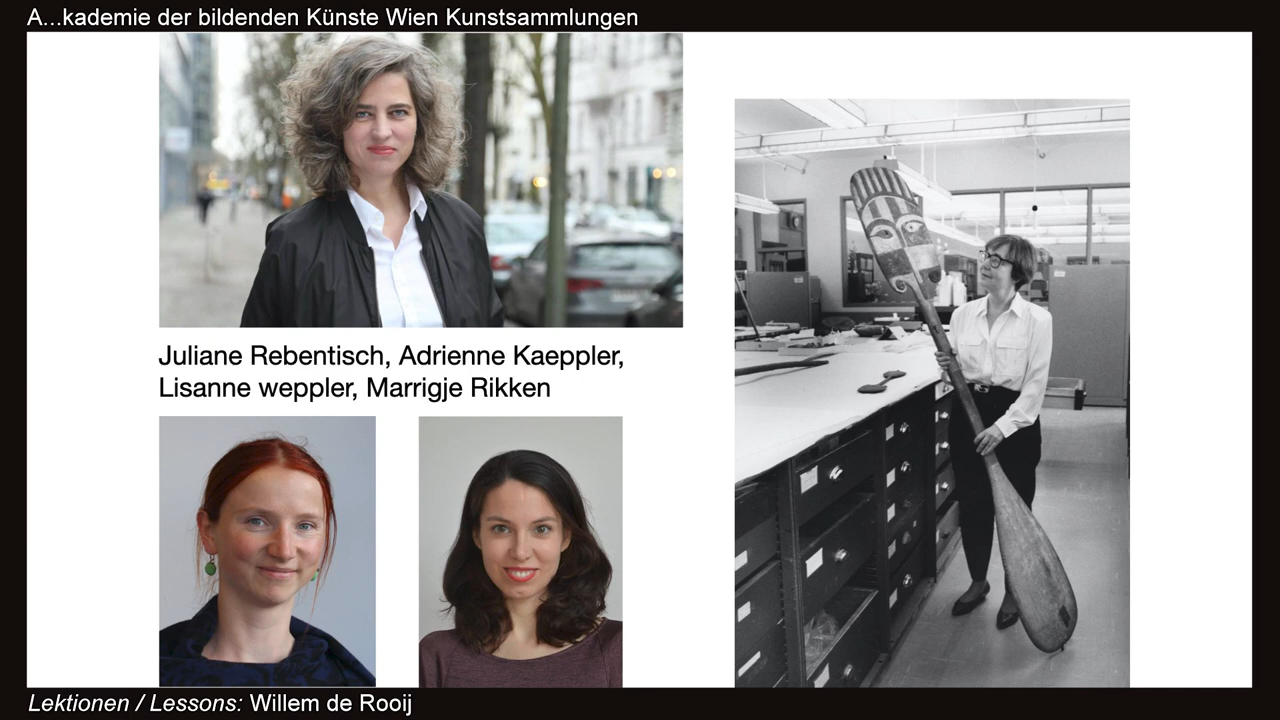 A...kademie der bildenden Künste Wien Kunstsammlungen
Juliane Rebentisch, Adrienne Kaeppler,
Lisanne weppler, Marrigje Rikken
Lektionen / Lessons: Willem de Rooij